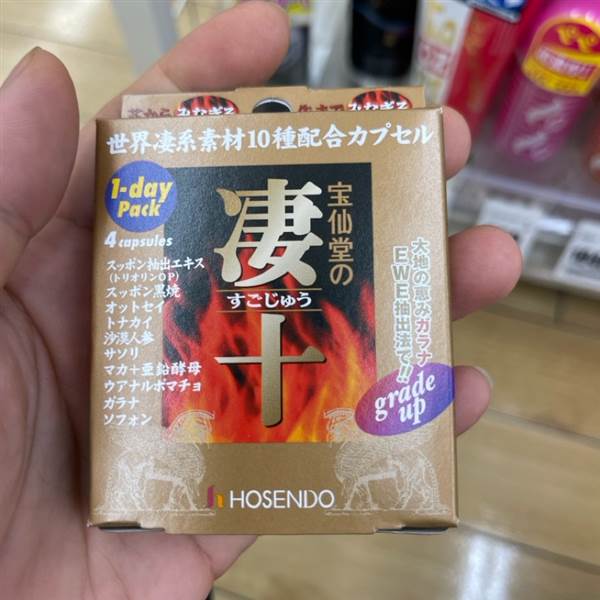 みなぎる
世界凄系素材10種配合カプセル
1-day
Pack
4 capsules
宝仙堂の
凄十
すごじゅう
スッポン抽出エキス
(トリオリンOP)
スッポン黒焼
オットセイ
トナカイ
沙漠人参
サソリ
マカ+亜鉛酵母
ウアナルポマチョ
ガラナ
ソフォン
大地の恵みガラナ
EWE抽出法で!!
grade
up
HOSENDO